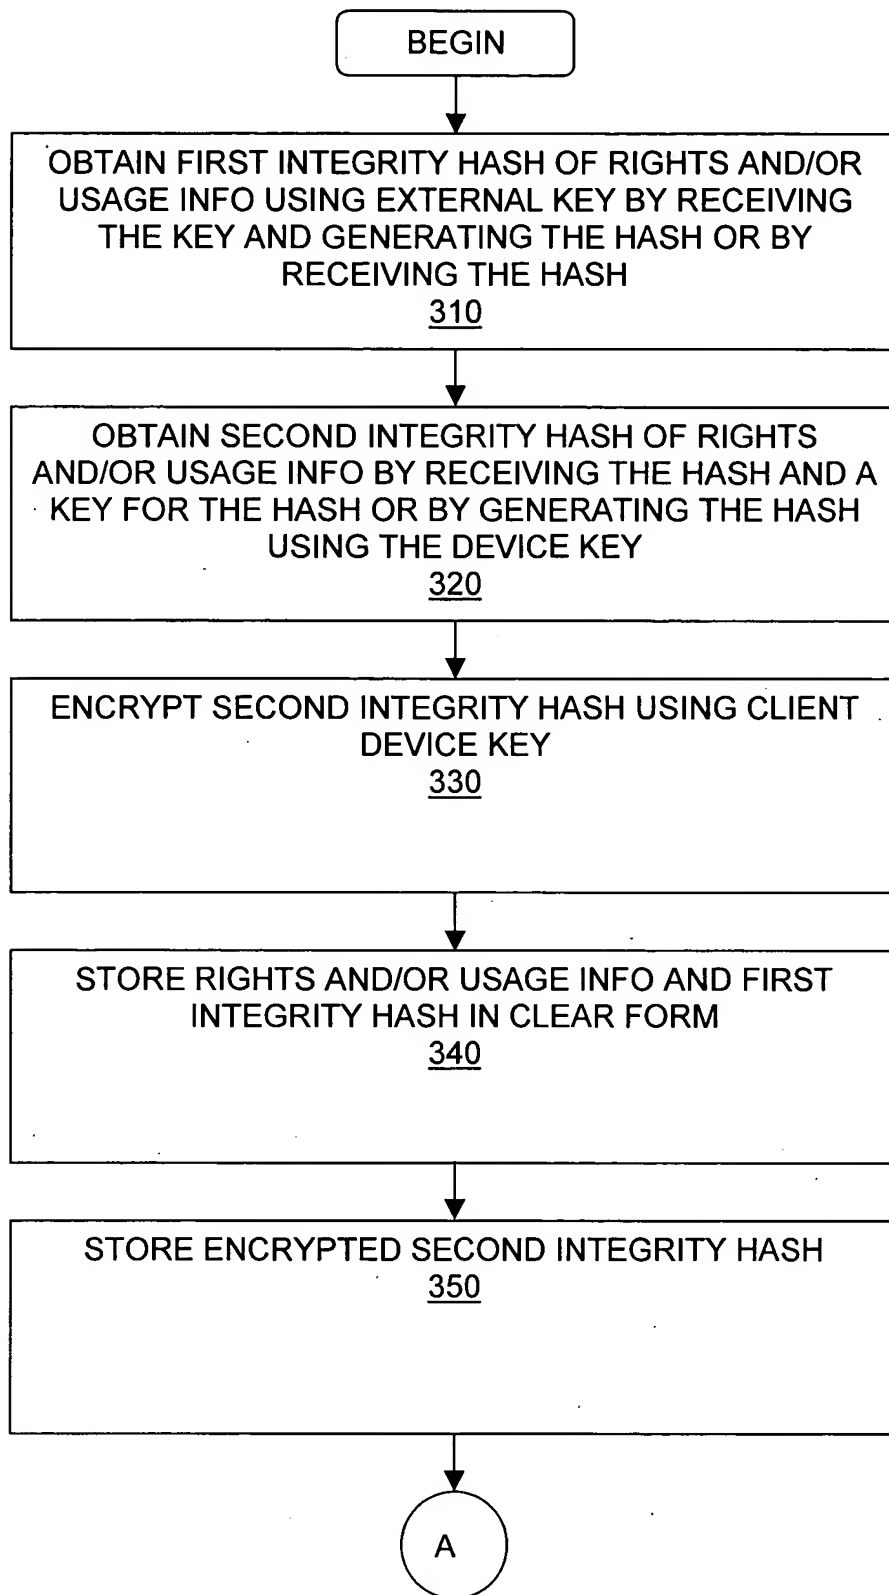 BEGIN
OBTAIN FIRST INTEGRITY HASH OF RIGHTS AND/OR
USAGE INFO USING EXTERNAL KEY BY RECEIVING
THE KEY AND GENERATING THE HASH OR BY
RECEIVING THE HASH
310
OBTAIN SECOND INTEGRITY HASH OF RIGHTS
AND/OR USAGE INFO BY RECEIVING THE HASH AND A
KEY FOR THE HASH OR BY GENERATING THE HASH
USING THE DEVICE KEY
320
ENCRYPT SECOND INTEGRITY HASH USING CLIENT
DEVICE KEY
330
STORE RIGHTS AND/OR USAGE INFO AND FIRST
INTEGRITY HASH IN CLEAR FORM
340
STORE ENCRYPTED SECOND INTEGRITY HASH
350
A